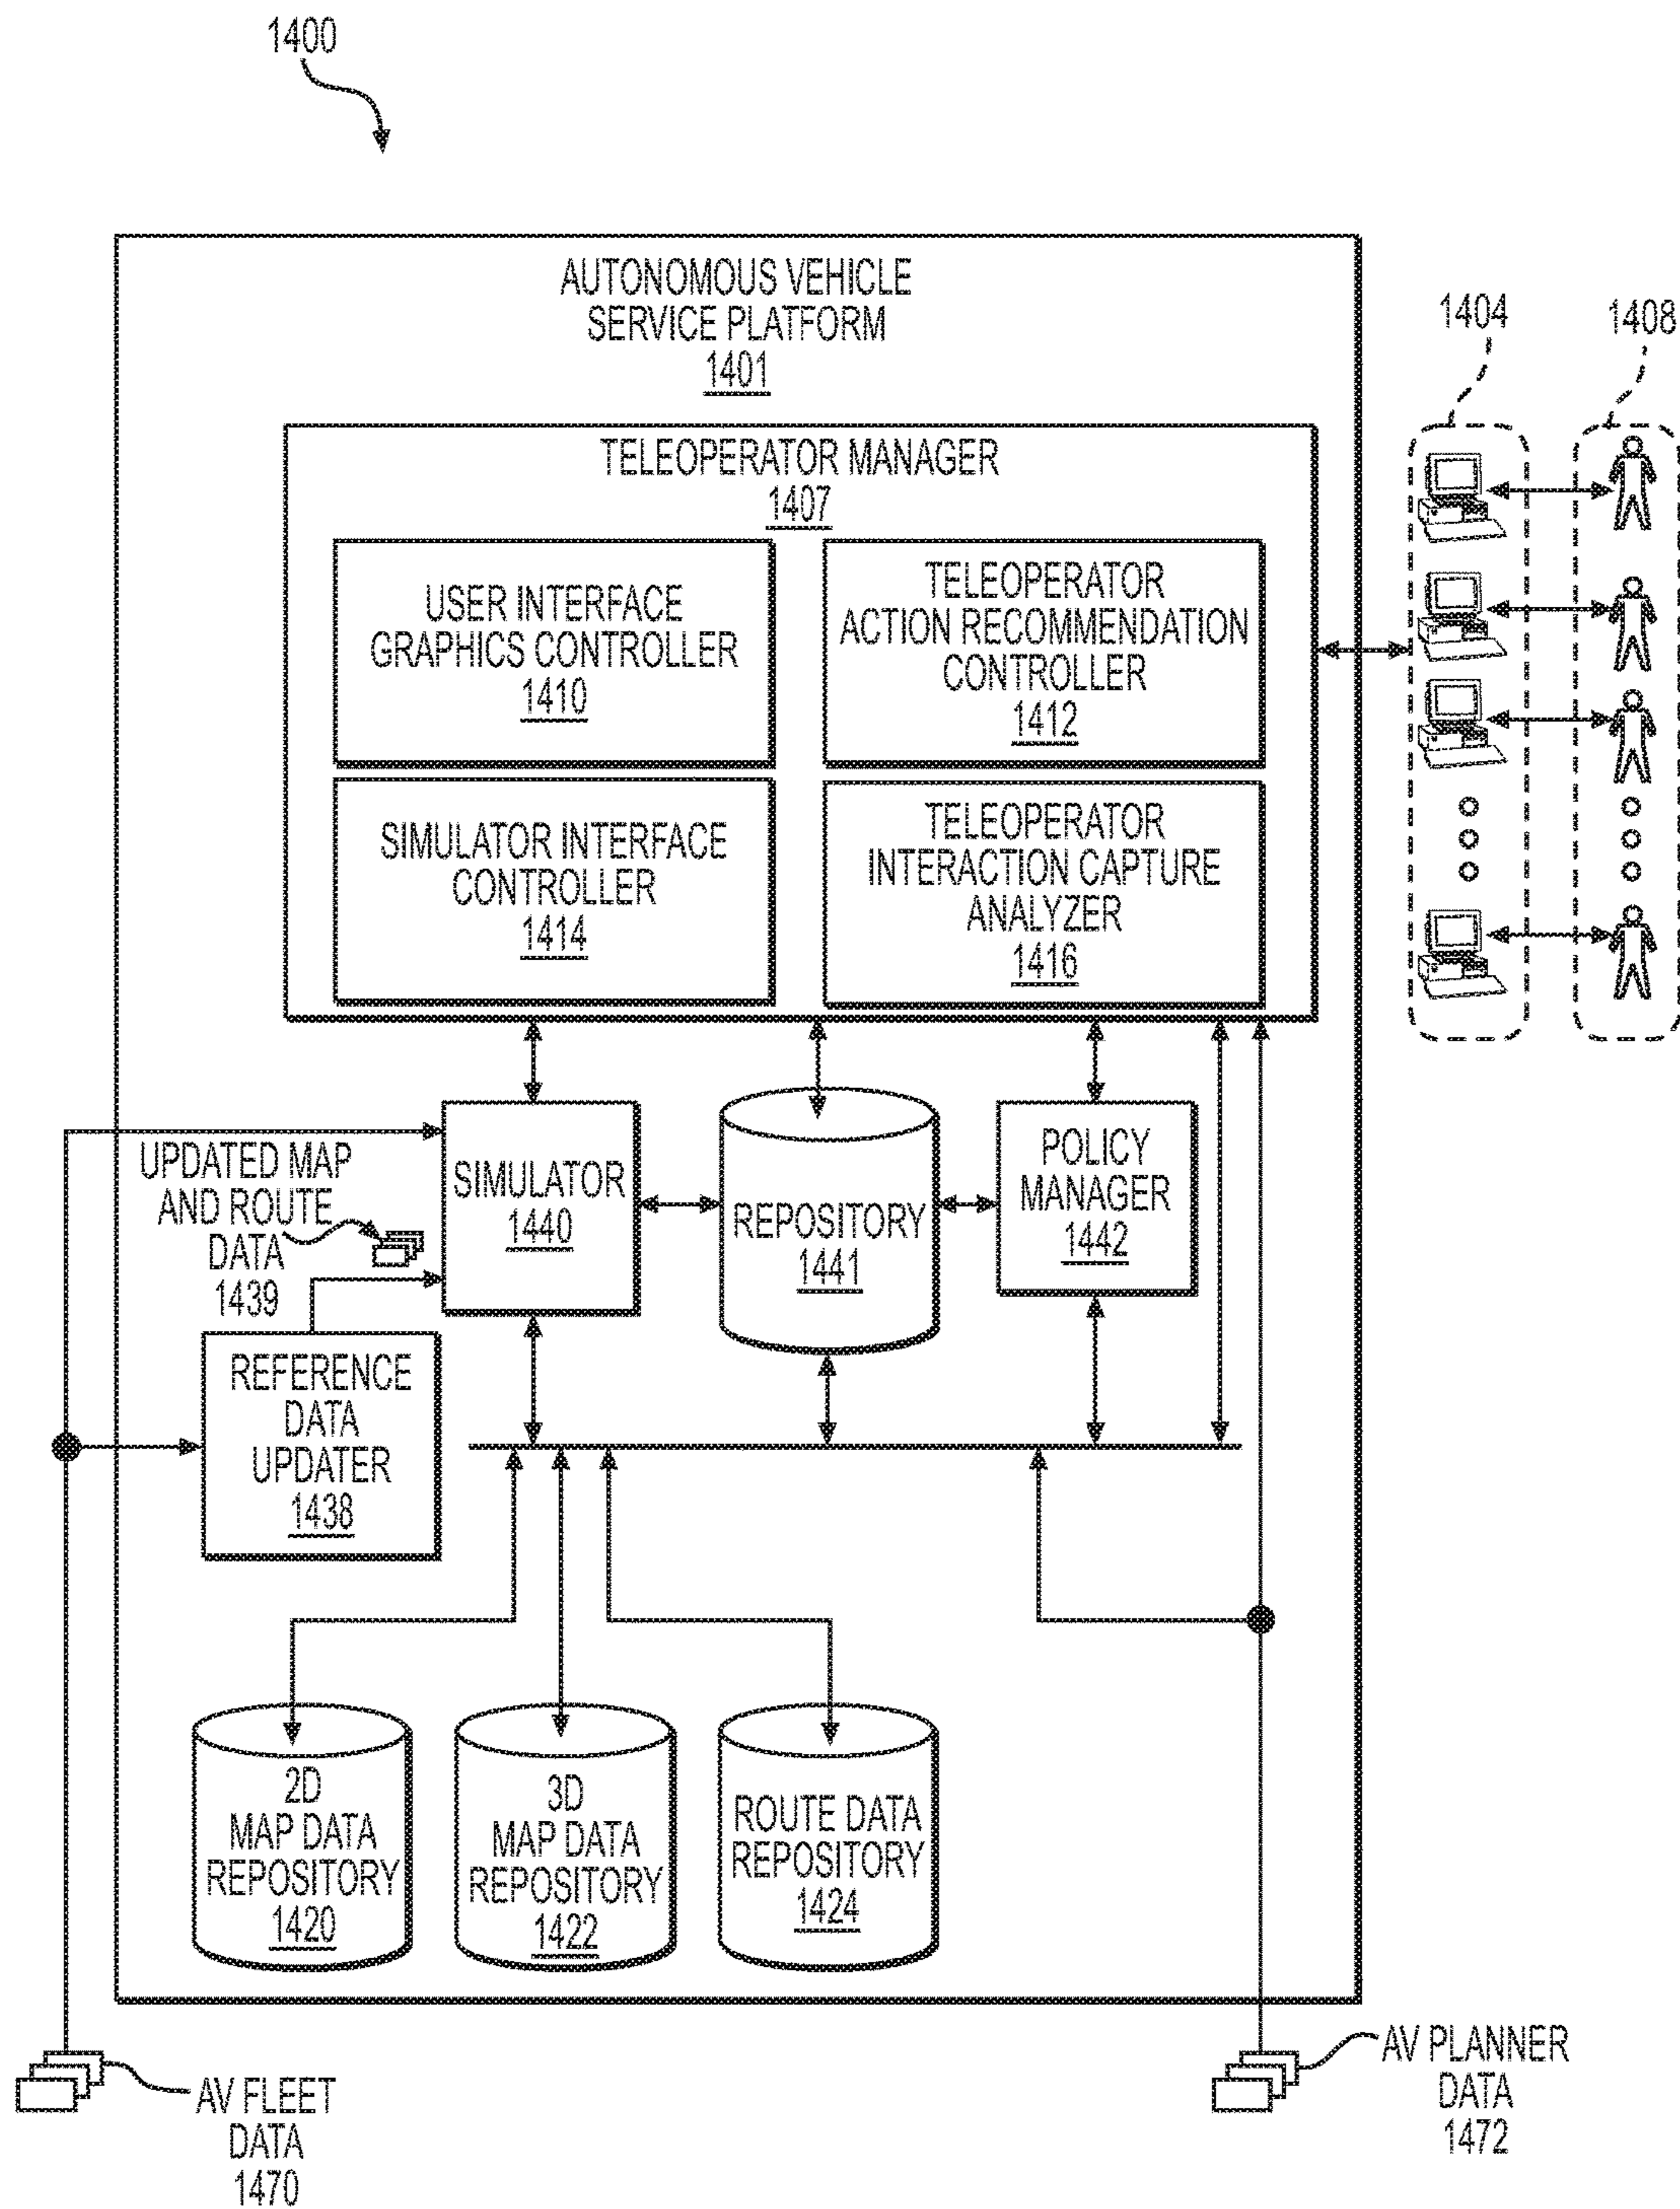 1400
AUTONOMOUS VEHICLE
SERVICE PLATFORM
1401
1404
1408
TELEOPERATOR MANAGER
1407
USER INTERFACE
GRAPHICS CONTROLLER
1410
TELEOPERATOR
ACTION RECOMMENDATION
CONTROLLER
1412
SIMULATOR INTERFACE
CONTROLLER
1414
TELEOPERATOR
INTERACTION CAPTURE
ANALYZER
1416
UPDATED MAP
AND ROUTE
DATA
1439
SIMULATOR
1440
REPOSITORY
1441
POLICY
MANAGER
1442
REFERENCE
DATA
UPDATER
1438
2D
MAP DATA
REPOSITORY
1420
3D
MAP DATA
REPOSITORY
1422
ROUTE DATA
REPOSITORY
1424
AV FLEET
DATA
1470
AV PLANNER
DATA
1472